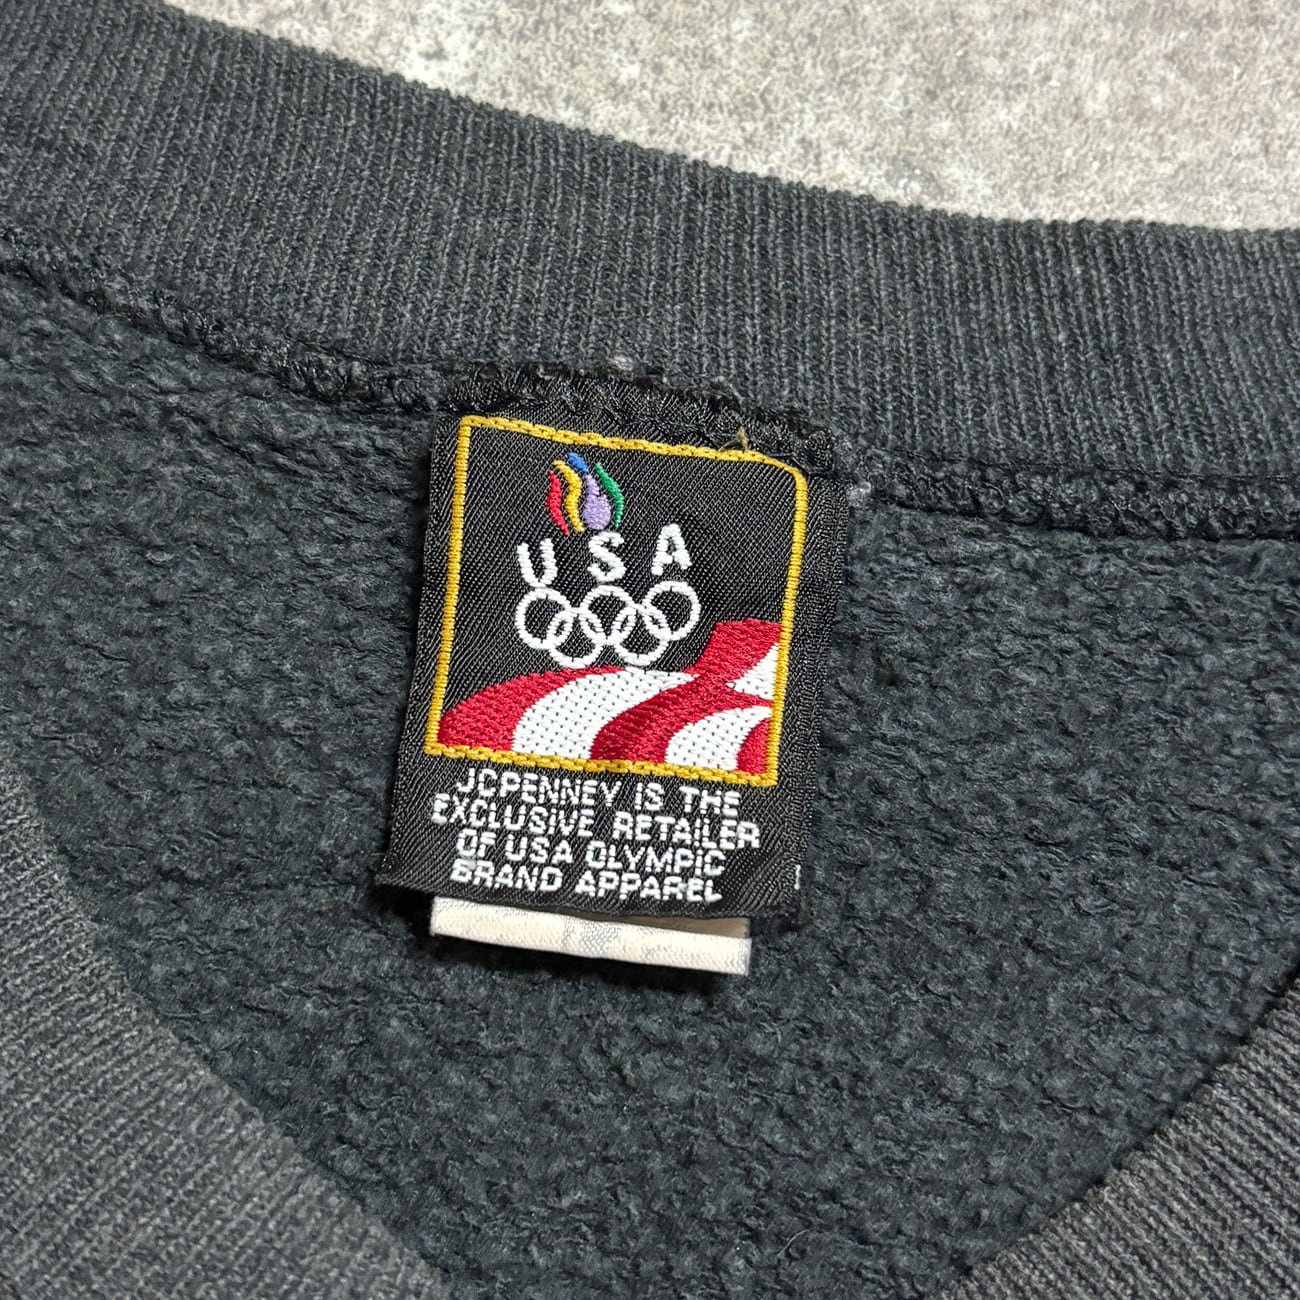 USA
JCPENNEY IS THE
EXCLUSIVE RETAILER
OF USA OLYMPIC
BRAND APPAREL